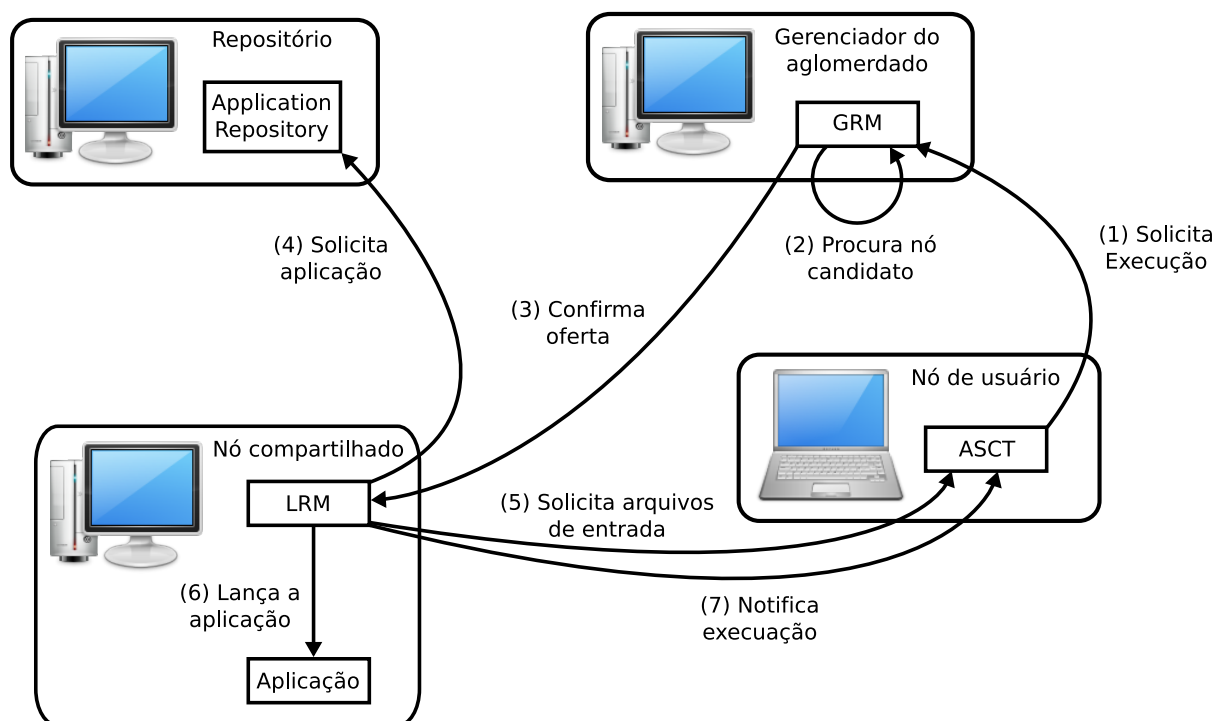 Repositório
Application
Repository
Gerenciador do
aglomerdado
GRM
(4) Solicita
aplicação
(2) Procura nó
candidato
(1) Solicita
Execução
(3) Confirma
oferta
Nó de usuário
ASCT
Nó compartilhado
LRM
(5) Solicita arquivos
de entrada
(6) Lança a
aplicação
(7) Notifica
execuação
Aplicação